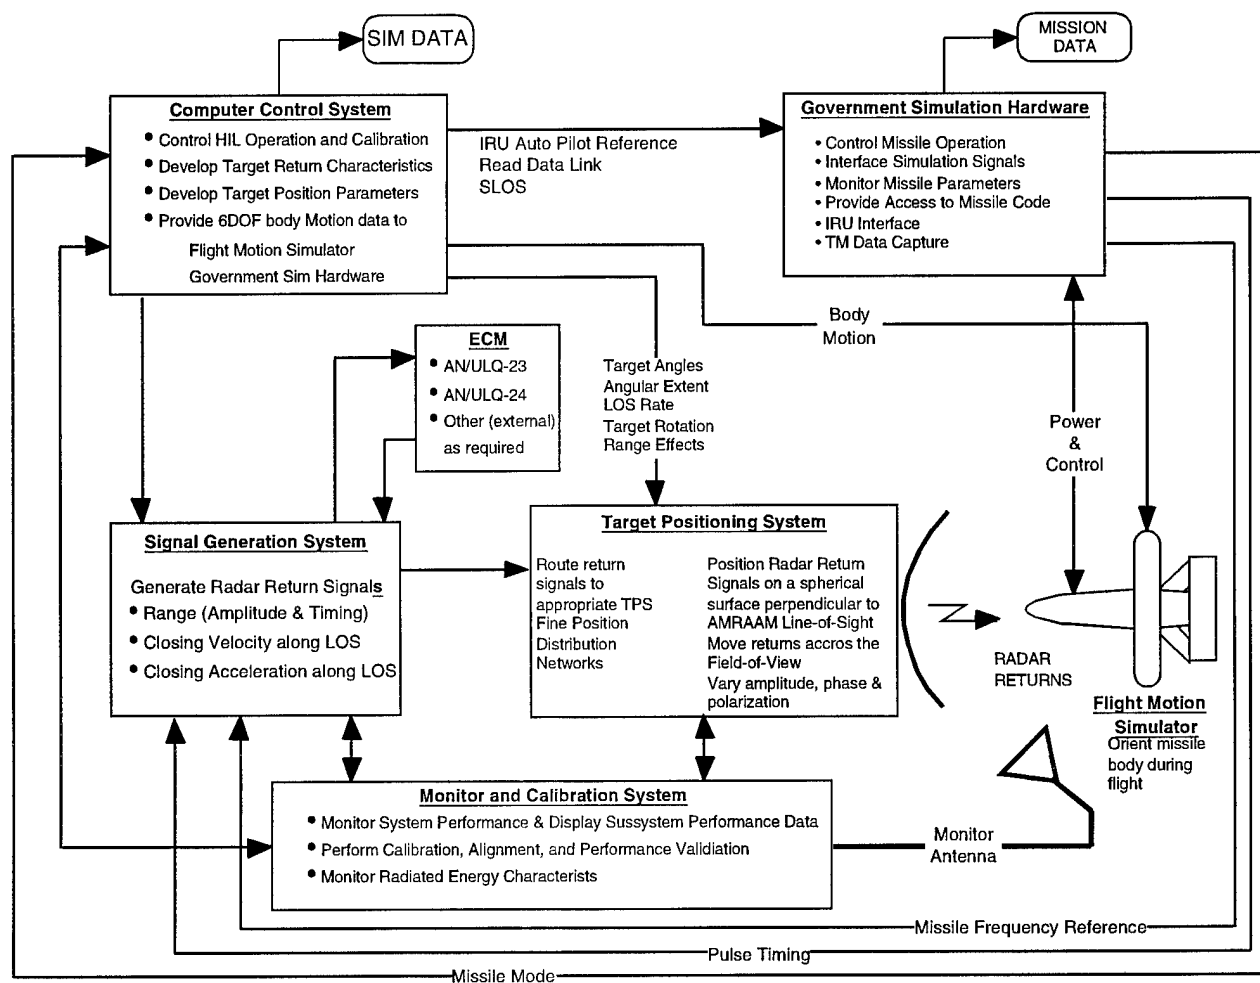 SIM DATA
MISSION
DATA
Computer Control System
• Control HIL Operation and Calibration
• Develop Target Return Characteristics
• Develop Target Position Parameters
• Provide 6DOF body Motion data to
Flight Motion Simulator
Government Sim Hardware
IRU Auto Pilot Reference
Read Data Link
SLOS
Government Simulation Hardware
• Control Missile Operation
• Interface Simulation Signals
• Monitor Missile Parameters
• Provide Access to Missile Code
• IRU Interface
• TM Data Capture
Body
Motion
ECM
• AN/ULQ-23
• AN/ULQ-24
• Other (external)
as required
Target Angles
Angular Extent
LOS Rate
Target Rotation
Range Effects
Power
&
Control
Signal Generation System
Generate Radar Return Signals
• Range (Amplitude & Timing)
• Closing Velocity along LOS
• Closing Acceleration along LOS
Target Positioning System
Route return
signals to
appropriate TPS
Fine Position
Distribution
Networks
Position Radar Return
Signals on a spherical
surface perpendicular to
AMRAAM Line-of-Sight
Move returns accros the
Field-of-View
Vary amplitude, phase &
polarization
RADAR
RETURNS
Flight Motion
Simulator
Orient missile
body during
flight
Monitor and Calibration System
• Monitor System Performance & Display Sussystem Performance Data
• Perform Calibration, Alignment, and Performance Validiation
• Monitor Radiated Energy Characterists
Monitor
Antenna
Missile Frequency Reference
Pulse Timing
Missile Mode